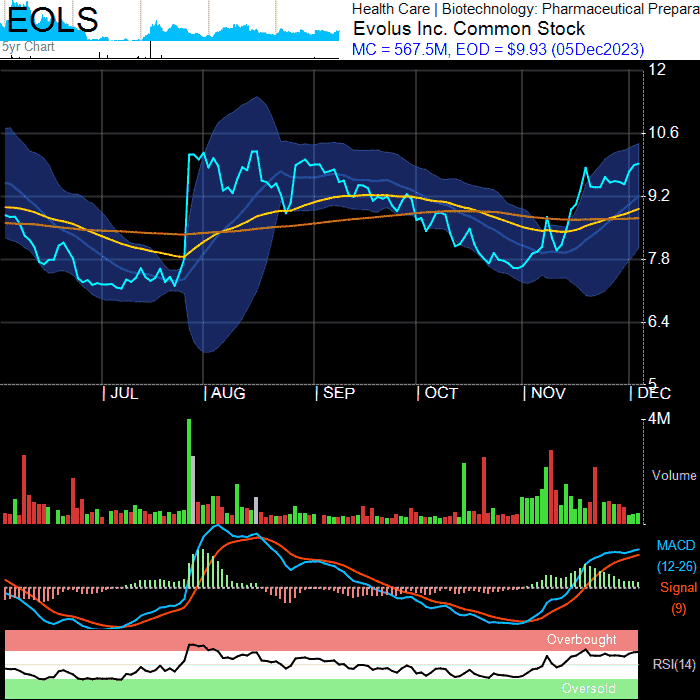 EOLS
5yr Chart
Health Care | Biotechnology: Pharmaceutical Prepara
Evolus Inc. Common Stock
MC = 567.5M, EOD = $9.93 (05Dec2023)
12
10.6
9.2
7.8
6.4
5
JUL
AUG
SEP
OCT
NOV
DEC
4M
Volume
MACD
(12-26)
Signal
(9)
Overbought
RSI(14)
Oversold